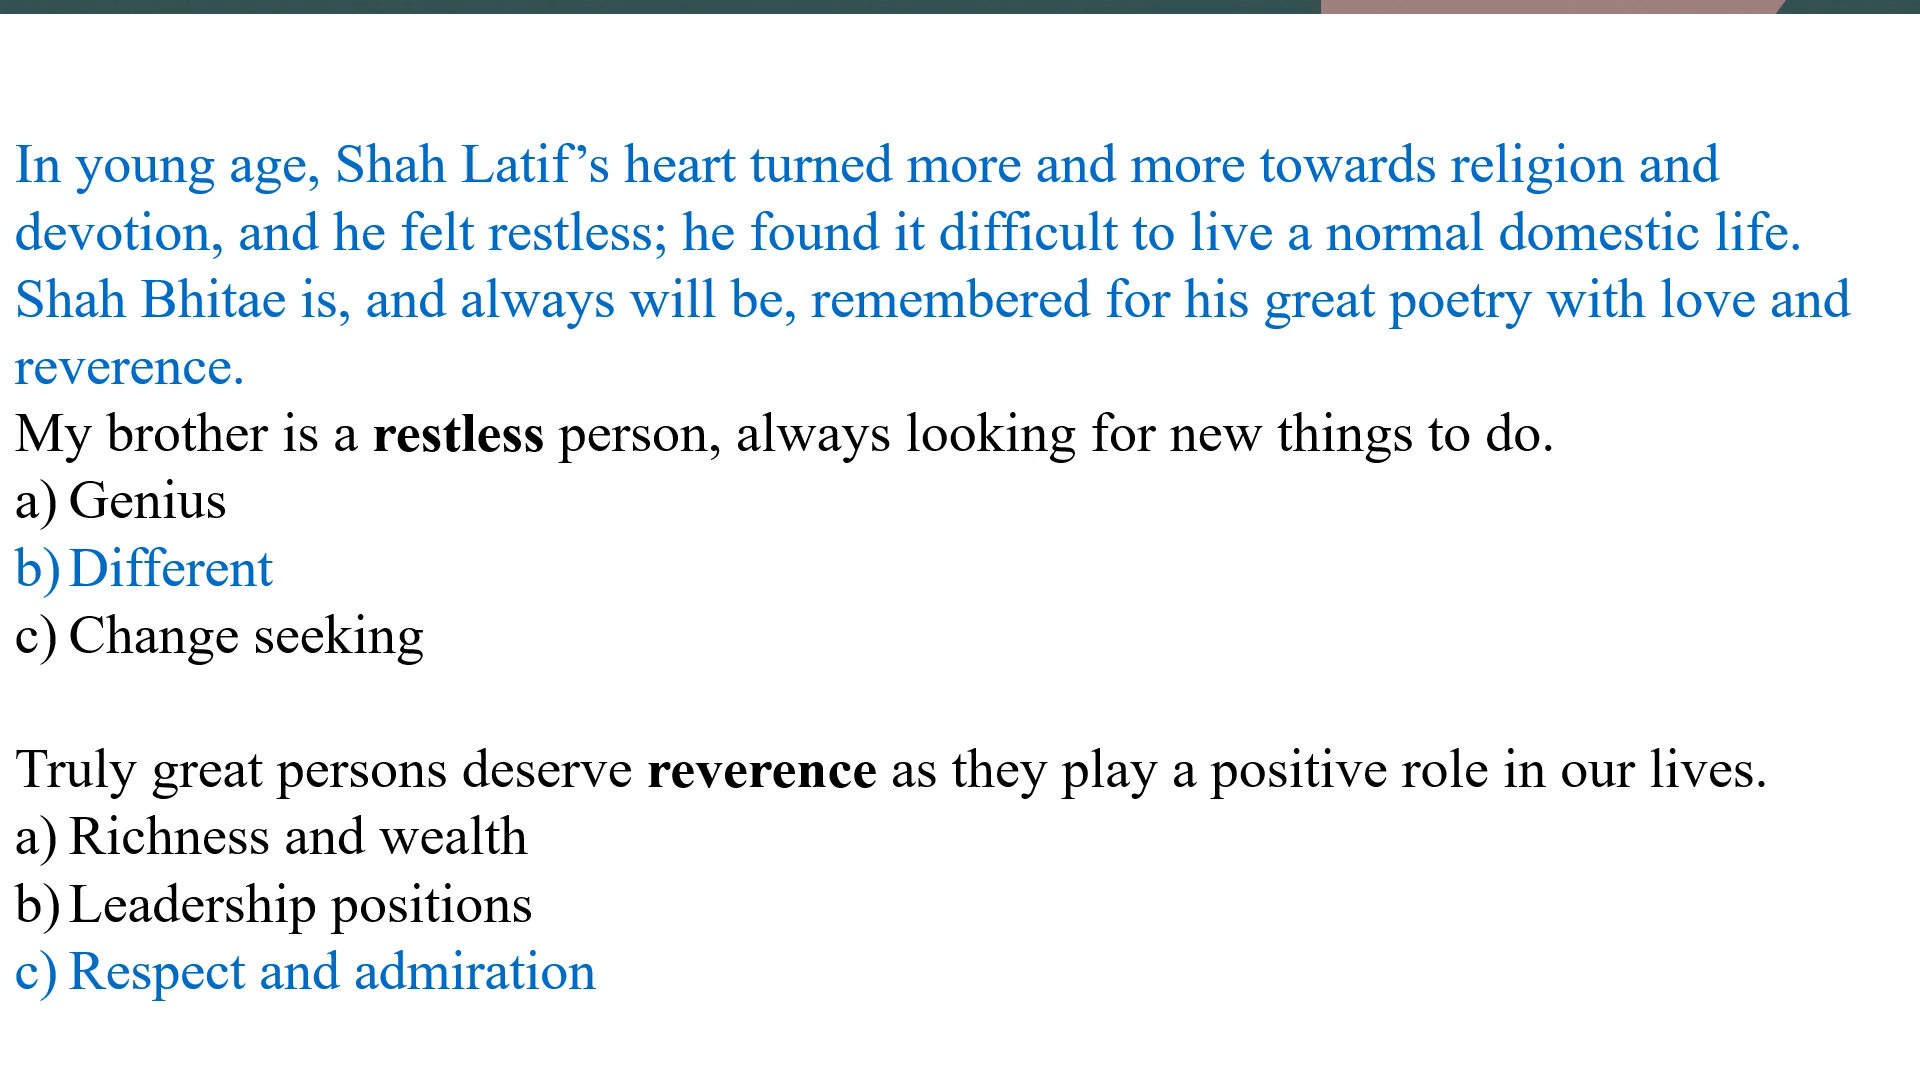 In young age, Shah Latif’s heart turned more and more towards religion and
devotion, and he felt restless; he found it difficult to live a normal domestic life.
Shah Bhitae is, and always will be, remembered for his great poetry with love and
reverence.
My brother is a restless person, always looking for new things to do.
a) Genius
b) Different
c) Change seeking
Truly great persons deserve reverence as they play a positive role in our lives.
a) Richness and wealth
b) Leadership positions
c) Respect and admiration